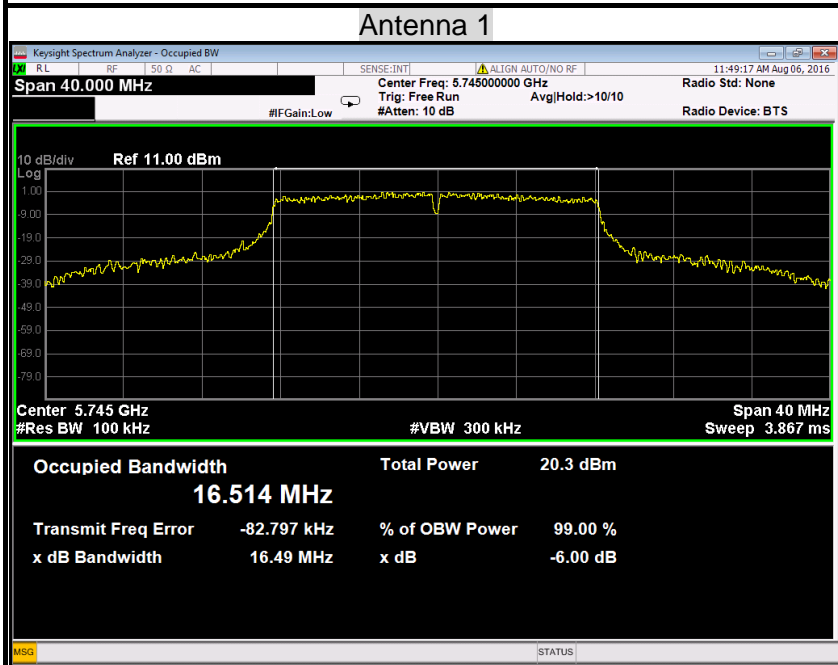 Antenna 1
Keysight Spectrum Analyzer - Occupied BW
LXI RL RF 50 Ω AC SENSE:INT ALIGN AUTO/NO RF 11:49:17 AM Aug 06, 2016
Span 40.000 MHz Center Freq: 5.745000000 GHz Radio Std: None
Trig: Free Run Avg|Hold:>10/10
#IFGain:Low #Atten: 10 dB Radio Device: BTS
10 dB/div Ref 11.00 dBm
Log
1.00
-9.00
-19.0
-29.0
-39.0
-49.0
-59.0
-69.0
-79.0
Center 5.745 GHz Span 40 MHz
#Res BW 100 kHz #VBW 300 kHz Sweep 3.867 ms
Occupied Bandwidth Total Power 20.3 dBm
16.514 MHz
Transmit Freq Error -82.797 kHz % of OBW Power 99.00 %
x dB Bandwidth 16.49 MHz x dB -6.00 dB
MSG STATUS